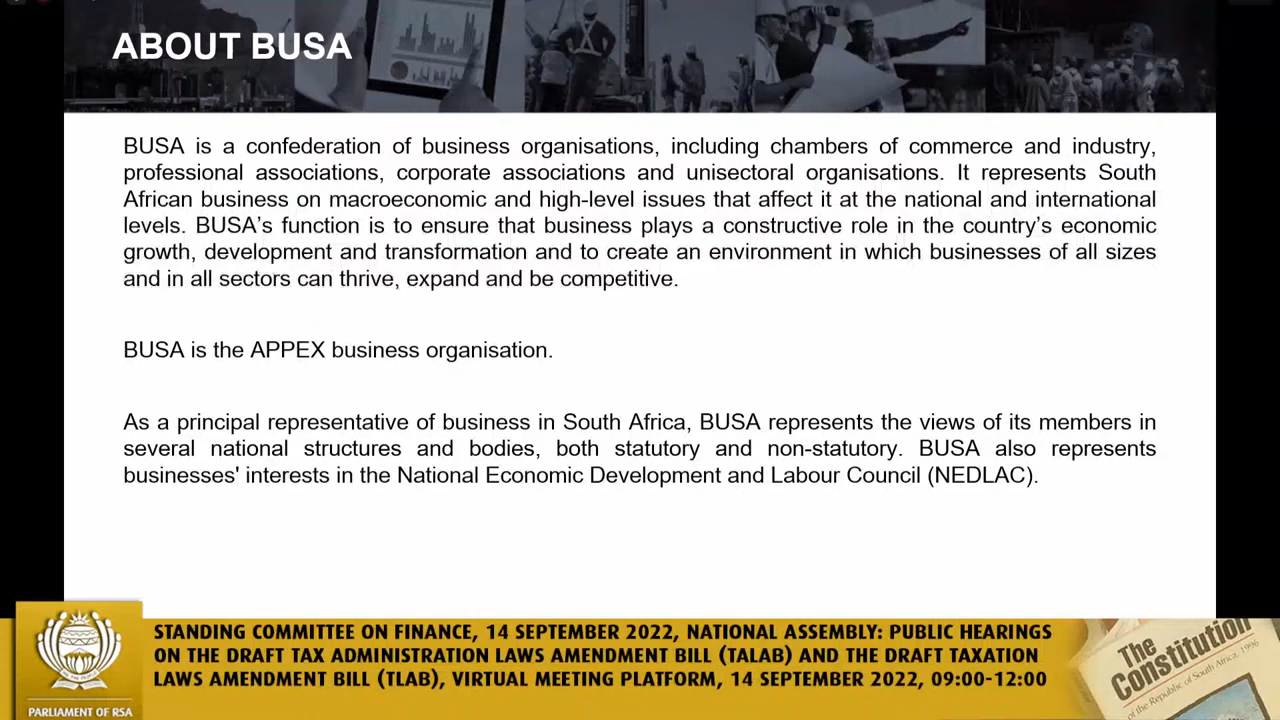 ABOUT BUSA
BUSA is a confederation of business organisations, including chambers of commerce and industry,
professional associations, corporate associations and unisectoral organisations. It represents South
African business on macroeconomic and high-level issues that affect it at the national and international
levels. BUSA’s function is to ensure that business plays a constructive role in the country’s economic
growth, development and transformation and to create an environment in which businesses of all sizes
and in all sectors can thrive, expand and be competitive.
BUSA is the APPEX business organisation.
As a principal representative of business in South Africa, BUSA represents the views of its members in
several national structures and bodies, both statutory and non-statutory. BUSA also represents
businesses' interests in the National Economic Development and Labour Council (NEDLAC).
STANDING COMMITTEE ON FINANCE, 14 SEPTEMBER 2022, NATIONAL ASSEMBLY: PUBLIC HEARINGS
ON THE DRAFT TAX ADMINISTRATION LAWS AMENDMENT BILL (TALAB) AND THE DRAFT TAXATION
LAWS AMENDMENT BILL (TLAB), VIRTUAL MEETING PLATFORM, 14 SEPTEMBER 2022, 09:00-12:00
PARLIAMENT OF RSA
The
Constitution
of the Republic of South Africa, 1996